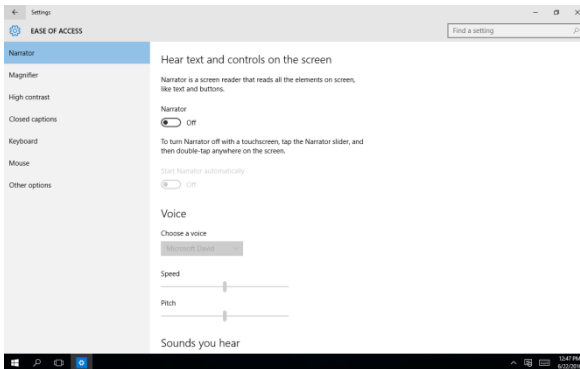 Settings
EASE OF ACCESS
Find a setting
Narrator
Magnifier
High contrast
Closed captions
Keyboard
Mouse
Other options
Hear text and controls on the screen
Narrator is a screen reader that reads all the elements on screen,
like text and buttons.
Narrator
Off
To turn Narrator off with a touchscreen, tap the Narrator slider, and
then double-tap anywhere on the screen.
Start Narrator automatically
Off
Voice
Choose a voice
Microsoft David
Speed
Pitch
Sounds you hear
12:47 PM